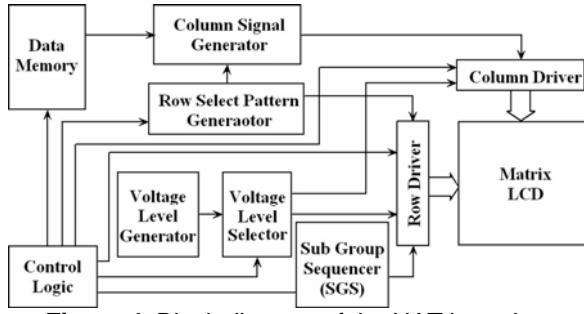 Data
Memory
Column Signal
Generator
Column Driver
Row Select Pattern
Generaotor
Row Driver
Matrix
LCD
Voltage
Level
Generator
Voltage
Level
Selector
Sub Group
Sequencer
(SGS)
Control
Logic